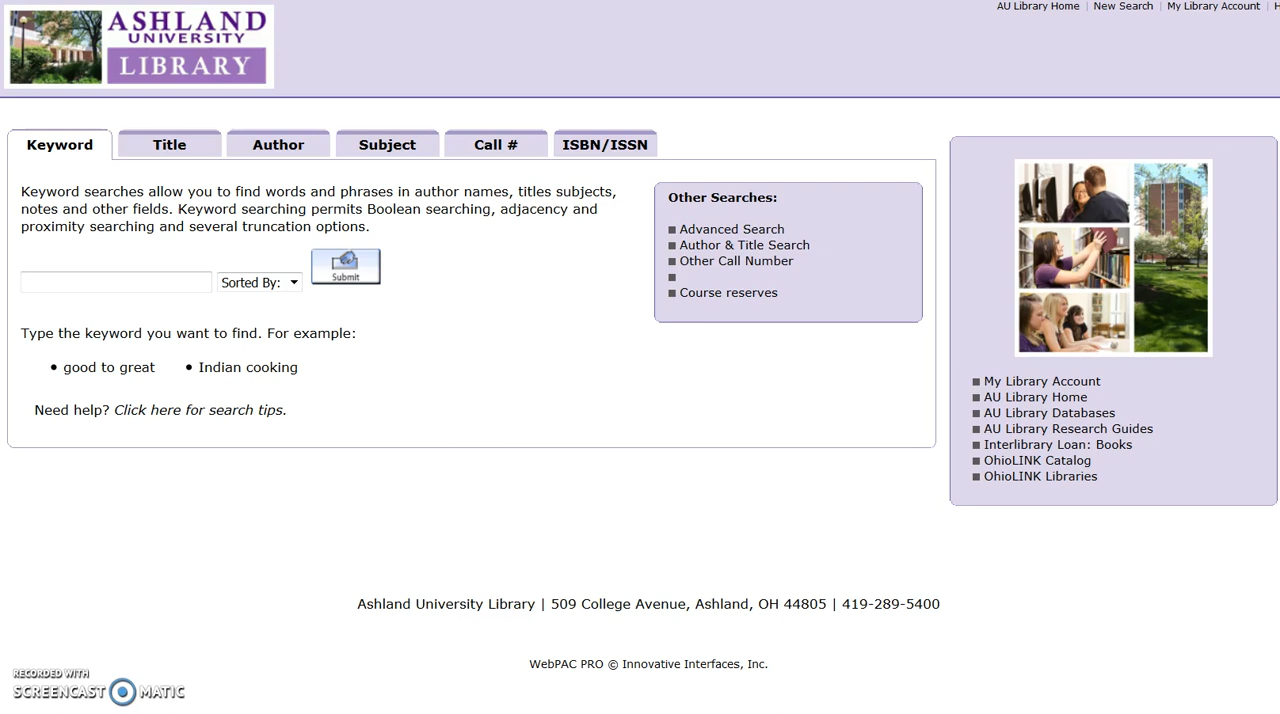 ASHLAND
UNIVERSITY
LIBRARY
AU Library Home | New Search | My Library Account | H
Keyword
Title
Author
Subject
Call #
ISBN/ISSN
Keyword searches allow you to find words and phrases in author names, titles subjects,
notes and other fields. Keyword searching permits Boolean searching, adjacency and
proximity searching and several truncation options.
Sorted By:
Submit
Type the keyword you want to find. For example:
• good to great • Indian cooking
Need help? Click here for search tips.
Other Searches:
Advanced Search
Author & Title Search
Other Call Number
Course reserves
My Library Account
AU Library Home
AU Library Databases
AU Library Research Guides
Interlibrary Loan: Books
OhioLINK Catalog
OhioLINK Libraries
Ashland University Library | 509 College Avenue, Ashland, OH 44805 | 419-289-5400
WebPAC PRO © Innovative Interfaces, Inc.
RECORDED WITH
SCREENCAST MATIC